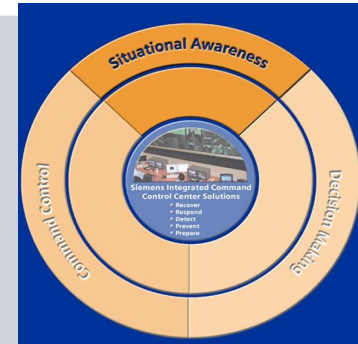 Situational Awareness
Siemens Integrated Command
Control Center Solutions
Recover
Respond
Detect
Prevent
Prepare
Command Control
Decision Making